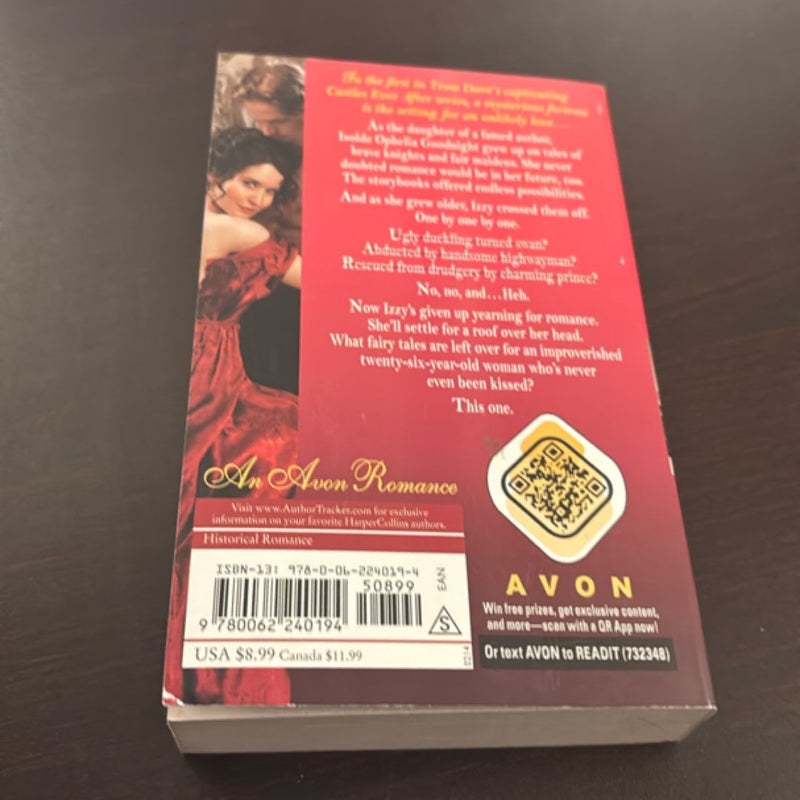 In the first in Tessa Dare's captivating
Castles Ever After series, a mysterious fortress
is the setting for an unlikely love...
As the daughter of a famed author,
Isolde Ophelia Goodnight grew up on tales of
brave knights and fair maidens. She never
doubted romance would be in her future, too.
The storybooks offered endless possibilities.
And as she grew older, Izzy crossed them off.
One by one by one.
Ugly duckling turned swan?
Abducted by handsome highwayman?
Rescued from drudgery by charming prince?
No, no, and…Heh.
Now Izzy's given up yearning for romance.
She'll settle for a roof over her head.
What fairy tales are left over for an impoverished
twenty-six-year-old woman who's never
even been kissed?
This one.
An Avon Romance
Visit www.AuthorTracker.com for exclusive
information on your favorite HarperCollins authors.
Historical Romance
ISBN-13: 978-0-06-224019-4
50899
EAN
S
9 780062 240194
USA $8.99 Canada $11.99
0214
AVON
Win free prizes, get exclusive content,
and more—scan with a QR App now!
Or text AVON to READIT (732348)